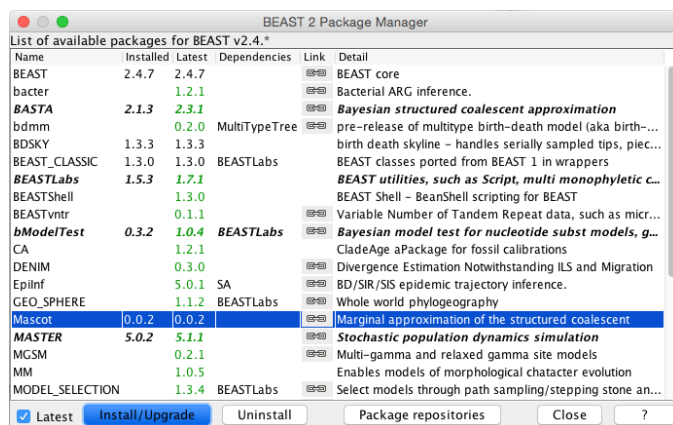 BEAST 2 Package Manager
List of available packages for BEAST v2.4.*
Name Installed Latest Dependencies Link Detail
BEAST 2.4.7 2.4.7 BEAST core
bacter 1.2.1 Bacterial ARG inference.
BASTA 2.1.3 2.3.1 Bayesian structured coalescent approximation
bdmm 0.2.0 MultiTypeTree pre-release of multitype birth-death model (aka birth-...
BDSKY 1.3.3 1.3.3 birth death skyline - handles serially sampled tips, piec...
BEAST_CLASSIC 1.3.0 1.3.0 BEASTLabs BEAST classes ported from BEAST 1 in wrappers
BEASTLabs 1.5.3 1.7.1 BEAST utilities, such as Script, multi monophyletic c...
BEASTShell 1.3.0 BEAST Shell - BeanShell scripting for BEAST
BEASTvntr 0.1.1 Variable Number of Tandem Repeat data, such as micr...
bModelTest 0.3.2 1.0.4 BEASTLabs Bayesian model test for nucleotide subst models, g...
CA 1.2.1 CladeAge aPackage for fossil calibrations
DENIM 0.3.0 Divergence Estimation Notwithstanding ILS and Migration
EpiInf 5.0.1 SA BD/SIR/SIS epidemic trajectory inference.
GEO_SPHERE 1.1.2 BEASTLabs Whole world phylogeography
Mascot 0.0.2 0.0.2 Marginal approximation of the structured coalescent
MASTER 5.0.2 5.1.1 Stochastic population dynamics simulation
MGSM 0.2.1 Multi-gamma and relaxed gamma site models
MM 1.0.5 Enables models of morphological chatacter evolution
MODEL_SELECTION 1.3.4 BEASTLabs Select models through path sampling/stepping stone an...
Latest Install/Upgrade Uninstall Package repositories Close ?